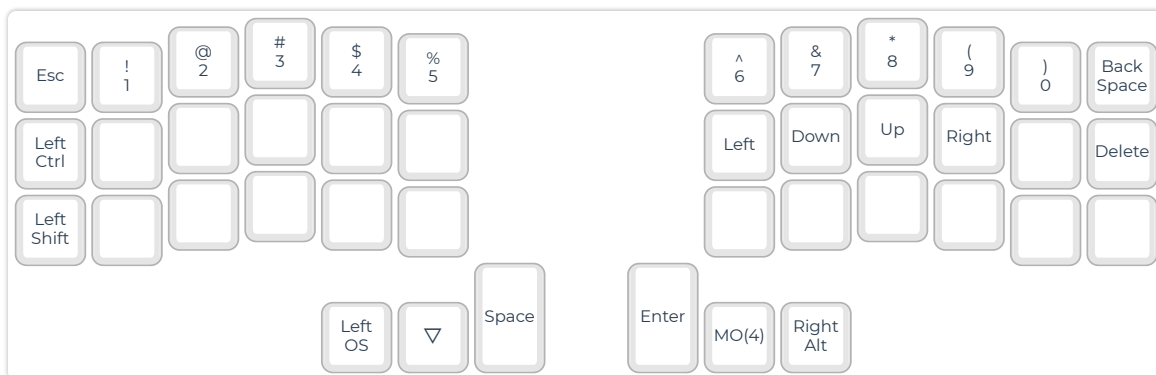 Esc
!
1
@
2
#
3
$
4
%
5
^
6
&
7
*
8
(
9
)
0
Back
Space
Left
Ctrl
Left
Down
Up
Right
Delete
Left
Shift
Left
OS
▽
Space
Enter
MO(4)
Right
Alt